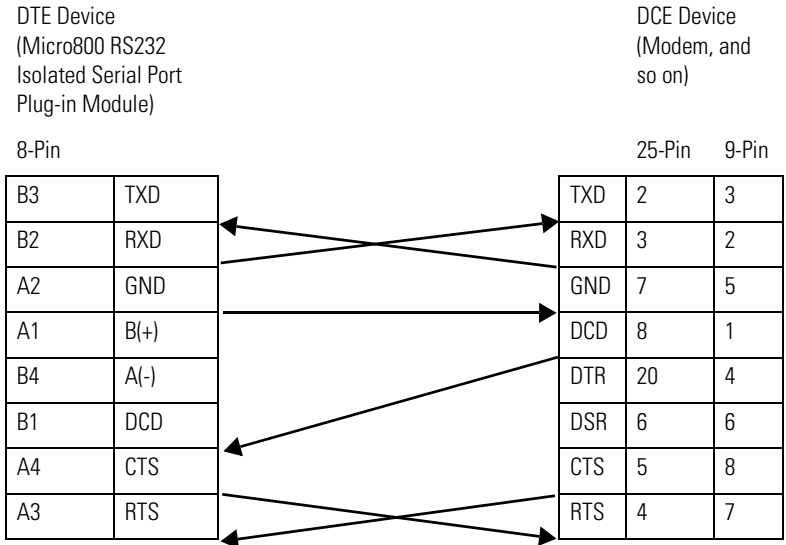 DTE Device
(Micro800 RS232
Isolated Serial Port
Plug-in Module)
DCE Device
(Modem, and
so on)
8-Pin
25-Pin 9-Pin
B3 TXD TXD 2 3
B2 RXD RXD 3 2
A2 GND GND 7 5
A1 B(+) DCD 8 1
B4 A(-) DTR 20 4
B1 DCD DSR 6 6
A4 CTS CTS 5 8
A3 RTS RTS 4 7